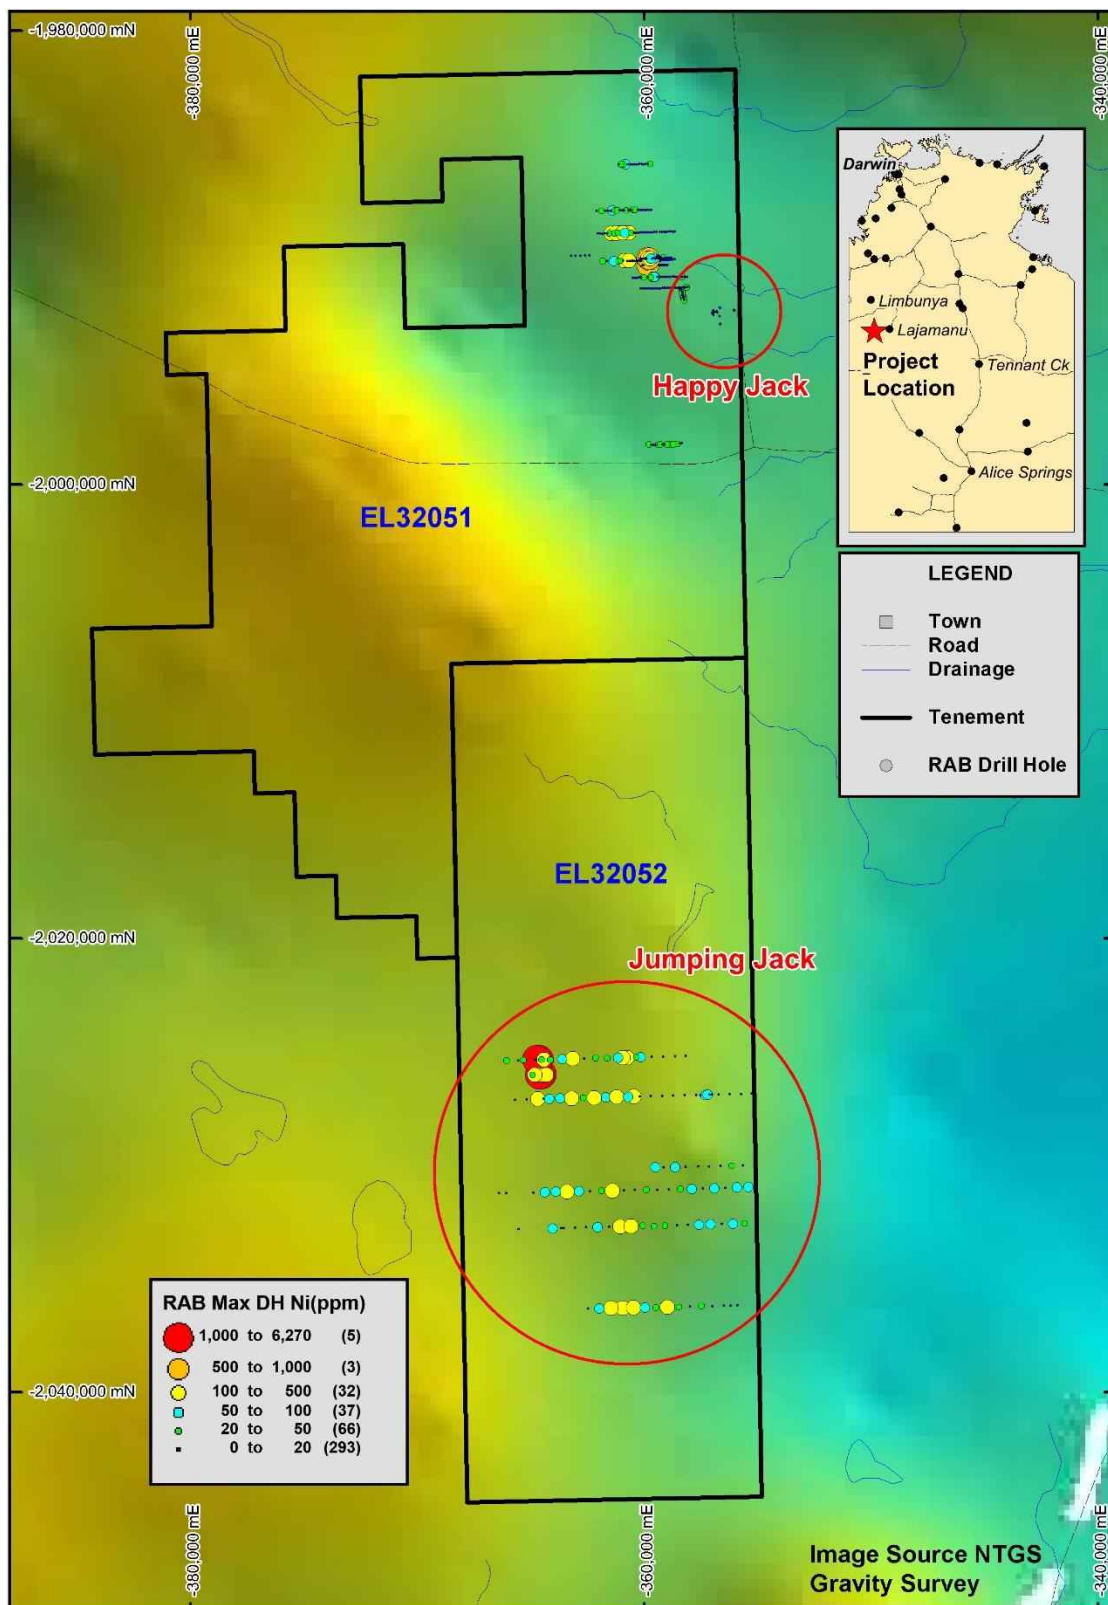 -1,980,000 mN
-380,000 mE
-360,000 mE
-340,000 mE
Darwin
Limbunya
Lajamanu
Project
Location
Tennant Ck
Alice Springs
Happy Jack
-2,000,000 mN
EL32051
LEGEND
Town
Road
Drainage
Tenement
RAB Drill Hole
EL32052
-2,020,000 mN
Jumping Jack
RAB Max DH Ni(ppm)
1,000 to 6,270 (5)
500 to 1,000 (3)
100 to 500 (32)
50 to 100 (37)
20 to 50 (66)
0 to 20 (293)
-2,040,000 mN
-380,000 mE
-360,000 mE
-340,000 mE
Image Source NTGS
Gravity Survey